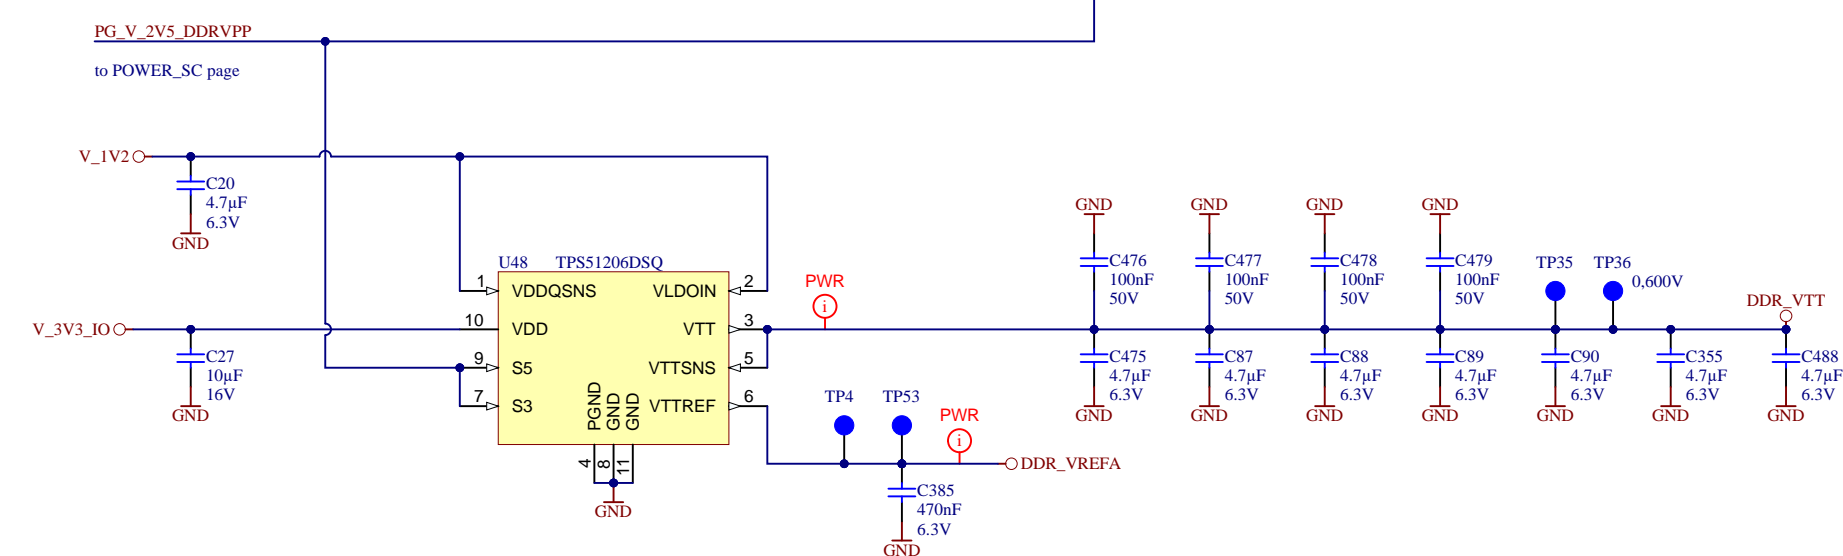 PG_V_2V5_DDRVPP
to POWER_SC page
V_1V2
C20
4.7µF
6.3V
GND
V_3V3_IO
C27
10µF
16V
GND
U48 TPS51206DSQ
1 VDDQSNS VLDOIN 2
10 VDD VTT 3
9 S5 VTTSNS 5
7 S3 VTTREF 6
PGND GND GND
4 8 11
GND
PWR
i
TP4 TP53
PWR
i
DDR_VREFA
C385
470nF
6.3V
GND
GND GND GND GND
C476 C477 C478 C479
100nF 100nF 100nF 100nF
50V 50V 50V 50V
TP35 TP36
0,600V
DDR_VTT
C475 C87 C88 C89 C90 C355 C488
4.7µF 4.7µF 4.7µF 4.7µF 4.7µF 4.7µF 4.7µF
6.3V 6.3V 6.3V 6.3V 6.3V 6.3V 6.3V
GND GND GND GND GND GND GND